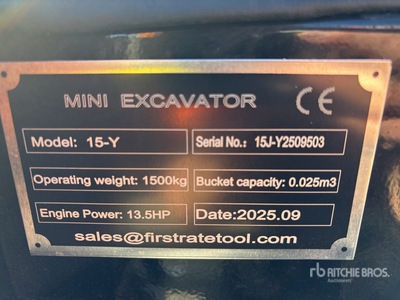 MINI EXCAVATOR CE
Model: 15-Y Serial No.: 15J-Y2509503
Operating weight: 1500kg Bucket capacity: 0.025m3
Engine Power: 13.5HP Date:2025.09
sales@firstratetool.com
rb RITCHIE BROS.
Auctioneers